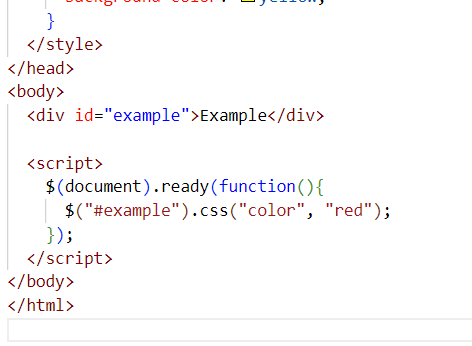 background-color: yellow;
}
</style>
</head>
<body>
<div id="example">Example</div>
<script>
$(document).ready(function(){
$("#example").css("color", "red");
});
</script>
</body>
</html>